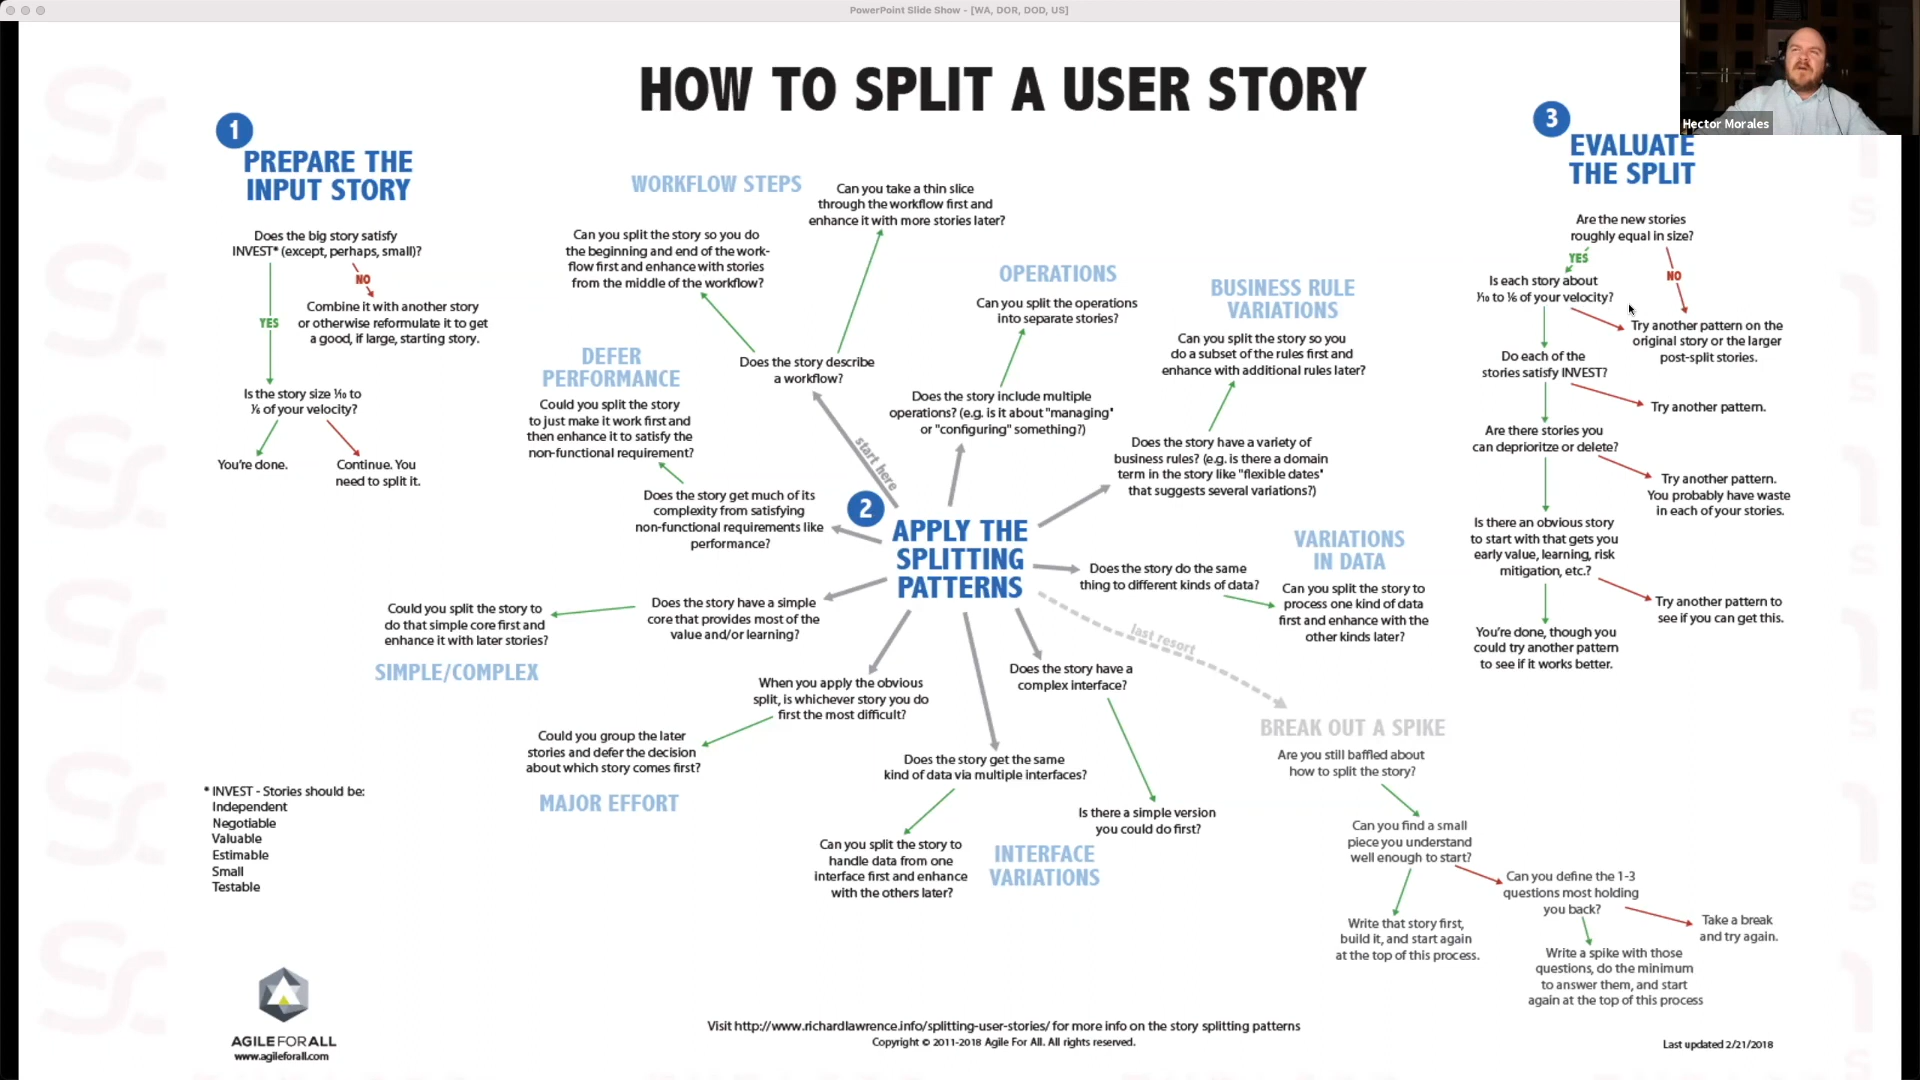 PowerPoint Slide Show - [WA, DOR, DOD, US]
Hector Morales
HOW TO SPLIT A USER STORY
1
PREPARE THE
INPUT STORY
Does the big story satisfy
INVEST* (except, perhaps, small)?
NO
Combine it with another story
or otherwise reformulate it to get
a good, if large, starting story.
YES
Is the story size 1/10 to
1/6 of your velocity?
You're done.
Continue. You
need to split it.
* INVEST - Stories should be:
Independent
Negotiable
Valuable
Estimable
Small
Testable
2
APPLY THE
SPLITTING
PATTERNS
start here
WORKFLOW STEPS
Does the story describe
a workflow?
Can you split the story so you do
the beginning and end of the work-
flow first and enhance with stories
from the middle of the workflow?
Can you take a thin slice
through the workflow first and
enhance it with more stories later?
OPERATIONS
Can you split the operations
into separate stories?
Does the story include multiple
operations? (e.g. is it about "managing"
or "configuring" something?)
BUSINESS RULE
VARIATIONS
Can you split the story so you
do a subset of the rules first and
enhance with additional rules later?
Does the story have a variety of
business rules? (e.g. is there a domain
term in the story like "flexible dates"
that suggests several variations?)
VARIATIONS
IN DATA
Does the story do the same
thing to different kinds of data?
Can you split the story to
process one kind of data
first and enhance with the
other kinds later?
DEFER
PERFORMANCE
Could you split the story
to just make it work first and
then enhance it to satisfy the
non-functional requirement?
Does the story get much of its
complexity from satisfying
non-functional requirements like
performance?
Does the story have a simple
core that provides most of the
value and/or learning?
Could you split the story to
do that simple core first and
enhance it with later stories?
SIMPLE/COMPLEX
When you apply the obvious
split, is whichever story you do
first the most difficult?
Could you group the later
stories and defer the decision
about which story comes first?
MAJOR EFFORT
Does the story get the same
kind of data via multiple interfaces?
Can you split the story to
handle data from one
interface first and enhance
with the others later?
Does the story have a
complex interface?
Is there a simple version
you could do first?
INTERFACE
VARIATIONS
last resort
BREAK OUT A SPIKE
Are you still baffled about
how to split the story?
Can you find a small
piece you understand
well enough to start?
Write that story first,
build it, and start again
at the top of this process.
Can you define the 1-3
questions most holding
you back?
Take a break
and try again.
Write a spike with those
questions, do the minimum
to answer them, and start
again at the top of this process
3
EVALUATE
THE SPLIT
Are the new stories
roughly equal in size?
YES
NO
Is each story about
1/10 to 1/6 of your velocity?
Try another pattern on the
original story or the larger
post-split stories.
Do each of the
stories satisfy INVEST?
Try another pattern.
Are there stories you
can deprioritze or delete?
Try another pattern.
You probably have waste
in each of your stories.
Is there an obvious story
to start with that gets you
early value, learning, risk
mitigation, etc.?
Try another pattern to
see if you can get this.
You're done, though you
could try another pattern
to see if it works better.
AGILE FOR ALL
www.agileforall.com
Visit http://www.richardlawrence.info/splitting-user-stories/ for more info on the story splitting patterns
Copyright © 2011-2018 Agile For All. All rights reserved.
Last updated 2/21/2018